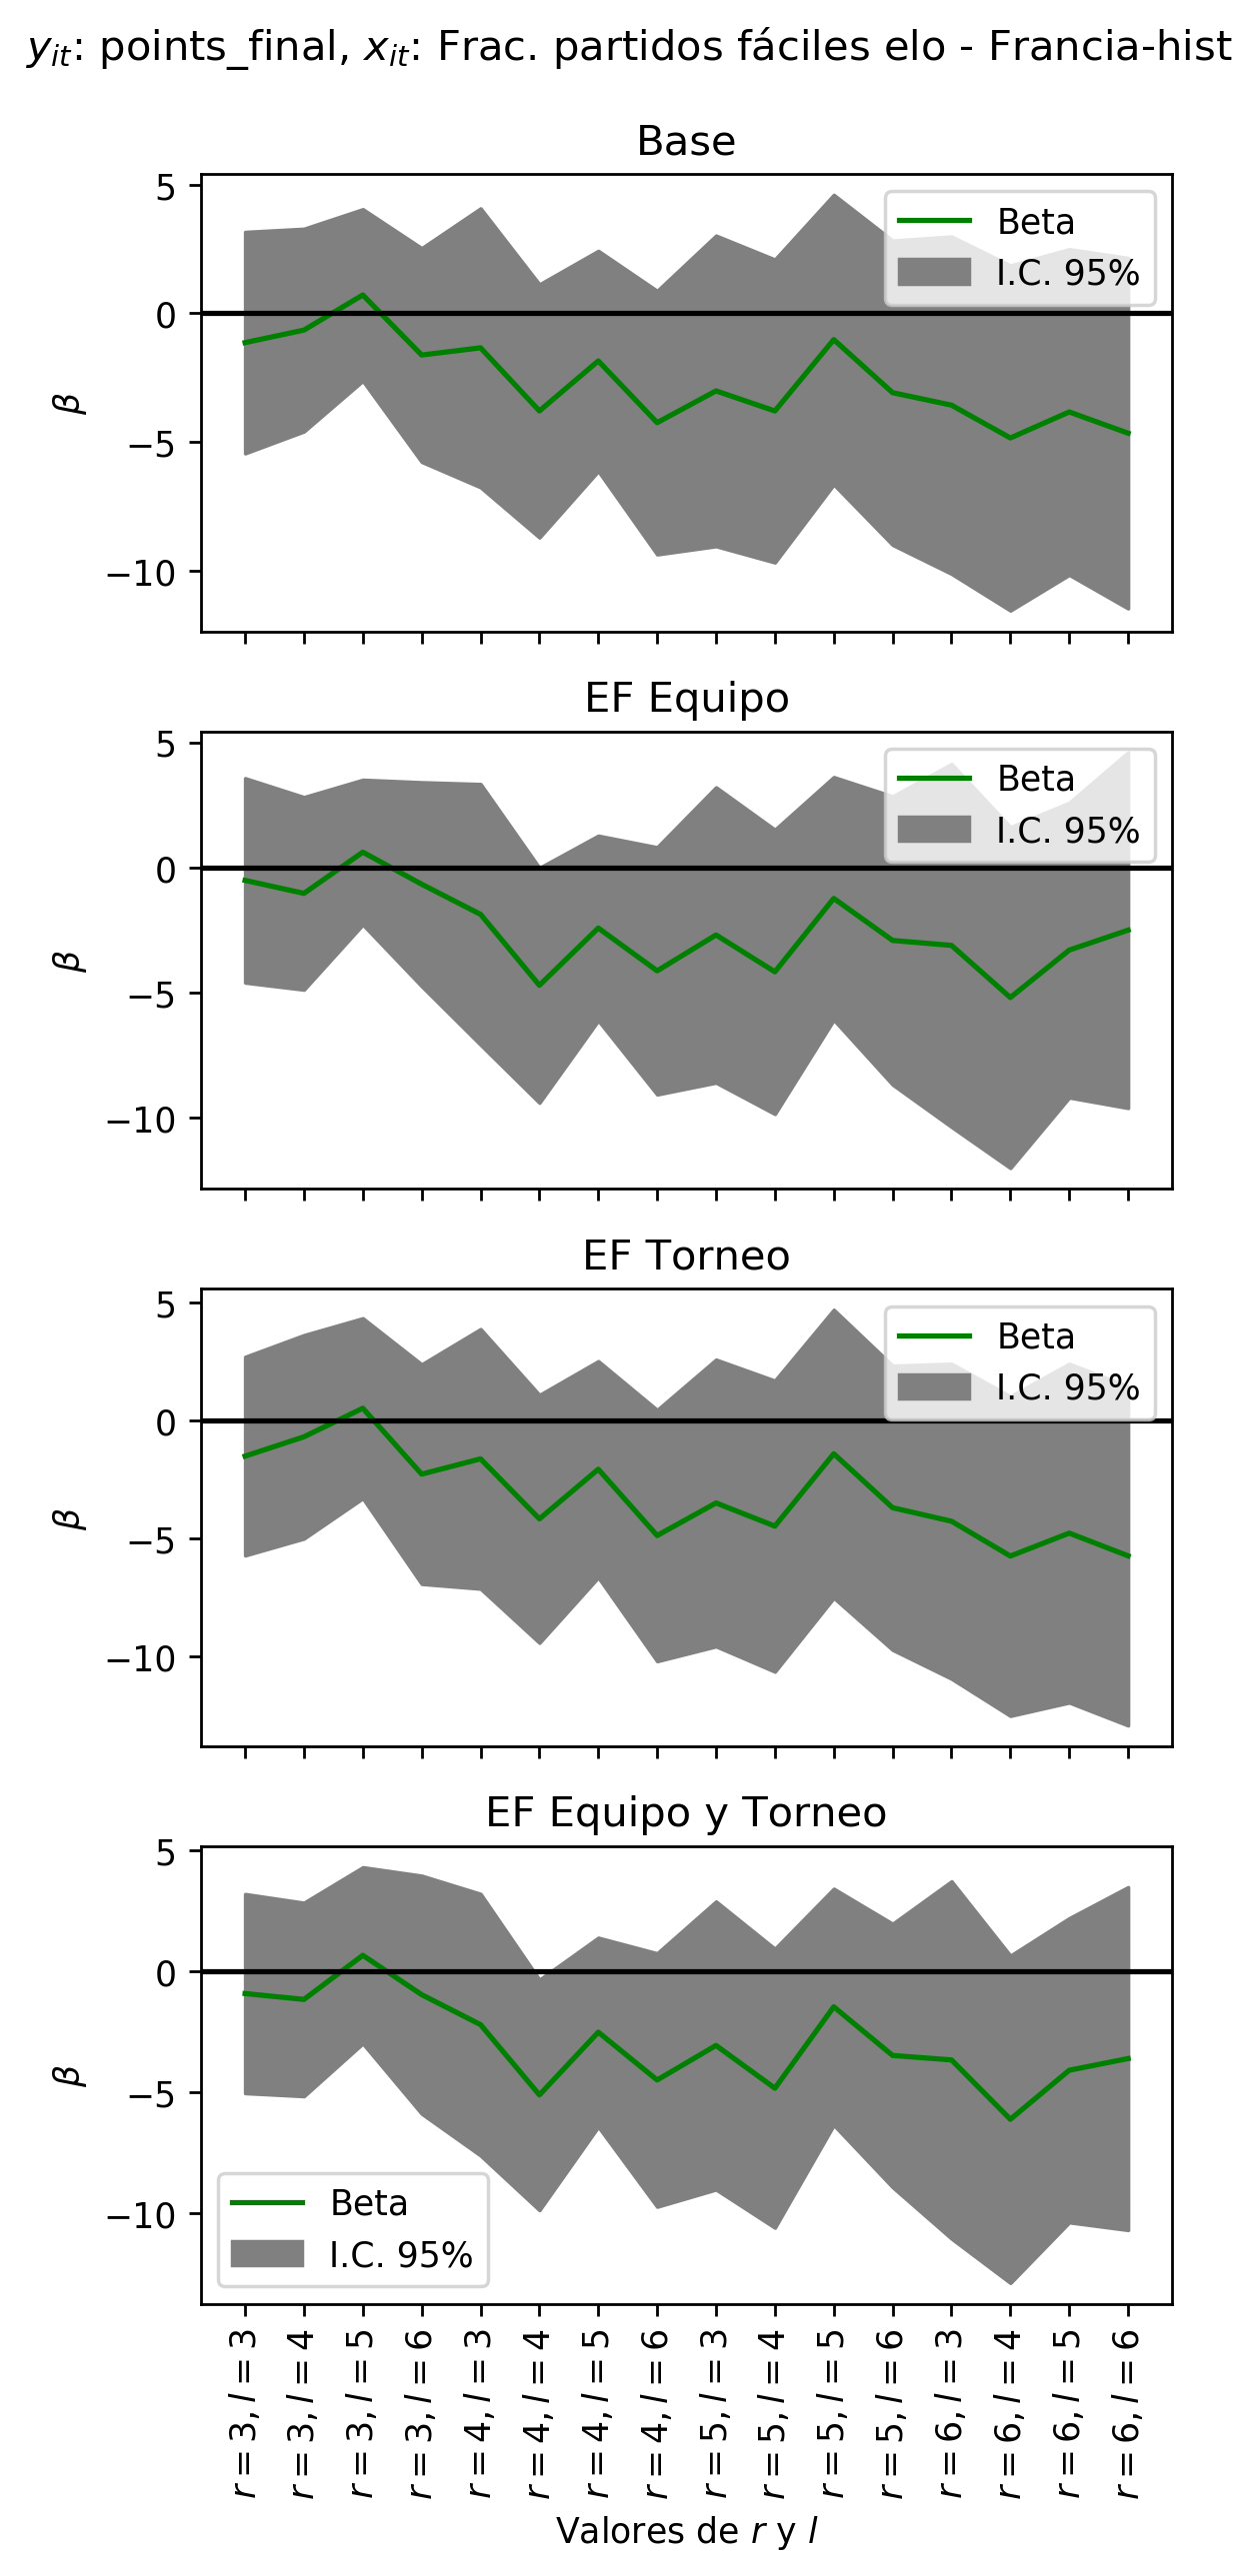 y_it: points_final, x_it: Frac. partidos fáciles elo - Francia-hist
Base
5
0
−5
−10
β
Beta
I.C. 95%
EF Equipo
5
0
−5
−10
β
Beta
I.C. 95%
EF Torneo
5
0
−5
−10
β
Beta
I.C. 95%
EF Equipo y Torneo
5
0
−5
−10
β
Beta
I.C. 95%
r = 3, l = 3
r = 3, l = 4
r = 3, l = 5
r = 3, l = 6
r = 4, l = 3
r = 4, l = 4
r = 4, l = 5
r = 4, l = 6
r = 5, l = 3
r = 5, l = 4
r = 5, l = 5
r = 5, l = 6
r = 6, l = 3
r = 6, l = 4
r = 6, l = 5
r = 6, l = 6
Valores de r y l